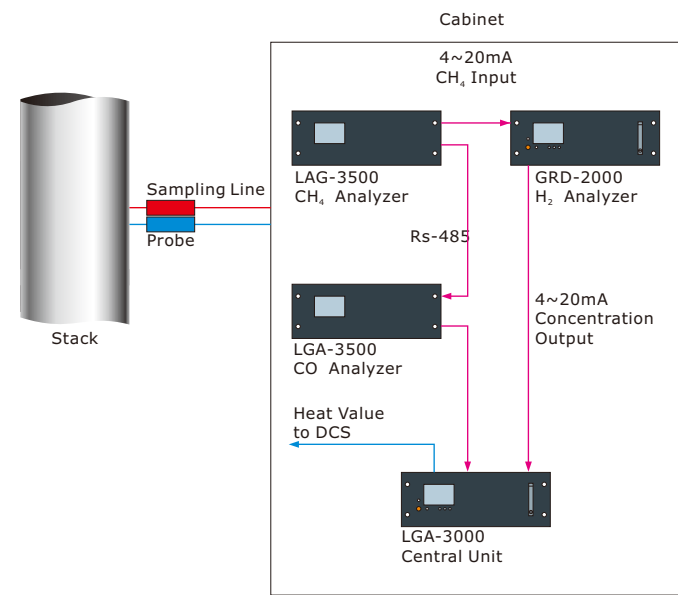 Cabinet
4~20mA
CH₄ Input
LAG-3500
CH₄ Analyzer
GRD-2000
H₂ Analyzer
Sampling Line
Probe
Rs-485
Stack
4~20mA
Concentration
Output
LGA-3500
CO Analyzer
Heat Value
to DCS
LGA-3000
Central Unit